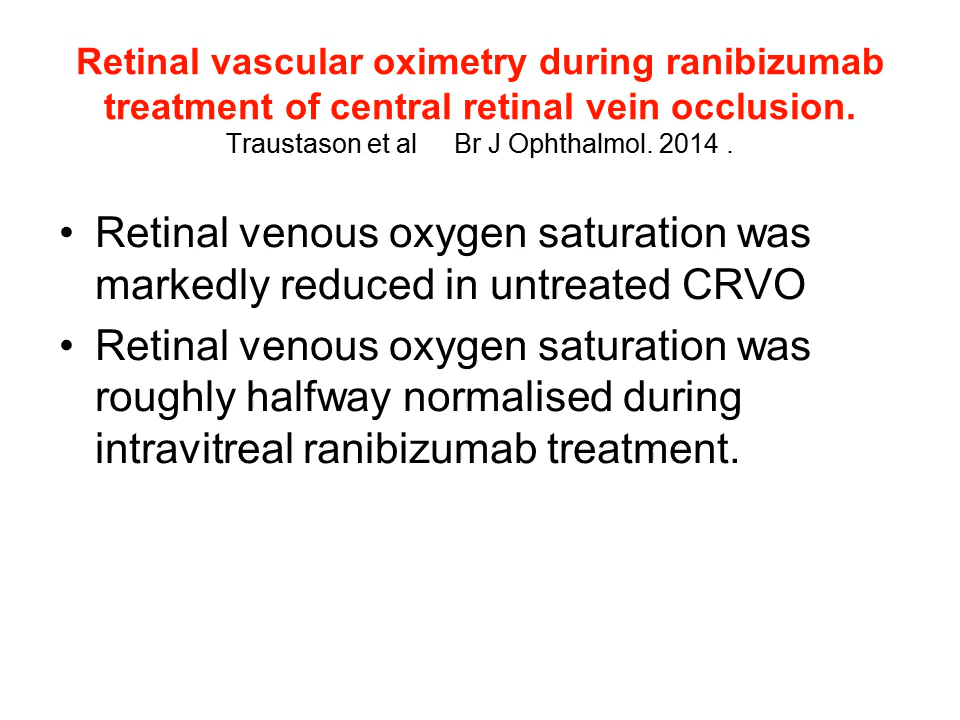 Retinal vascular oximetry during ranibizumab
treatment of central retinal vein occlusion.
Traustason et al Br J Ophthalmol. 2014 .
• Retinal venous oxygen saturation was
markedly reduced in untreated CRVO
• Retinal venous oxygen saturation was
roughly halfway normalised during
intravitreal ranibizumab treatment.